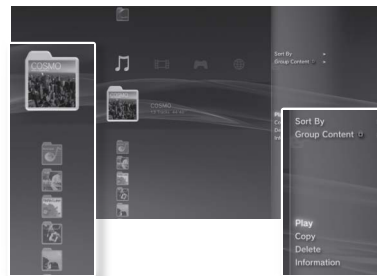 COSMO
COSMO
Sort By
Group Content
Sort By
Group Content
Play
Copy
Delete
Information